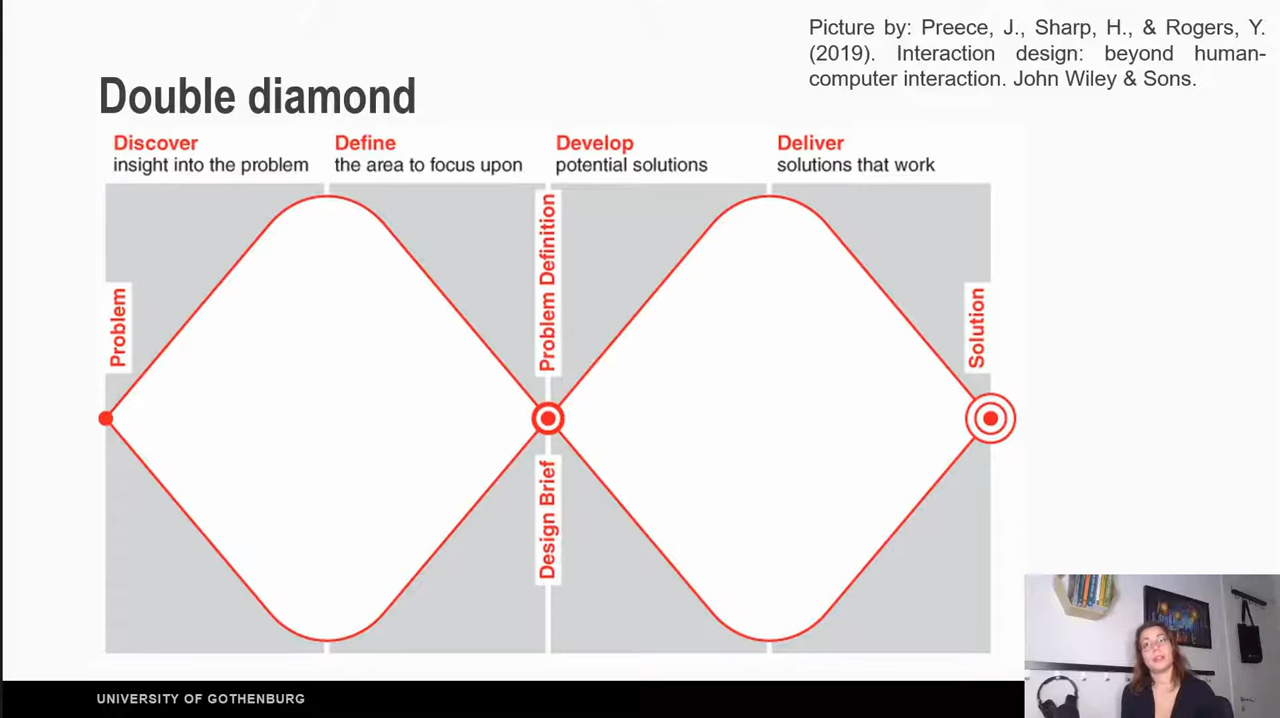 Picture by: Preece, J., Sharp, H., & Rogers, Y.
(2019). Interaction design: beyond human-
computer interaction. John Wiley & Sons.
Double diamond
Discover
insight into the problem
Define
the area to focus upon
Develop
potential solutions
Deliver
solutions that work
Problem
Problem Definition
Design Brief
Solution
UNIVERSITY OF GOTHENBURG